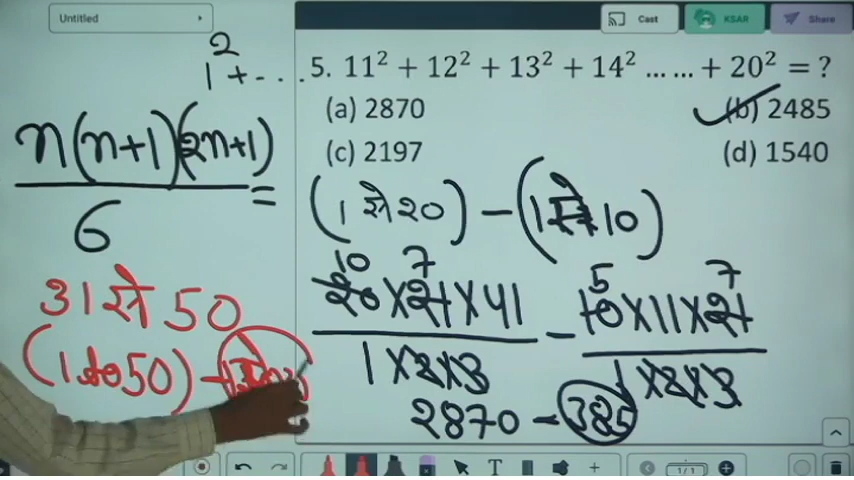 Untitled
Cast KSAR Share
1² + - . . .
5. 11² + 12² + 13² + 14² ... ... + 20² = ?
(a) 2870 (b) 2485
(c) 2197 (d) 1540
n(n+1)(2n+1) =
6
(1 से 20) - (1 से 10)
10 7 5 7
20 × 21 × 41 - 10 × 11 × 21
1 × 2 × 3 1 × 2 × 3
2870 - 385
31 से 50
(1 50) -
1/1